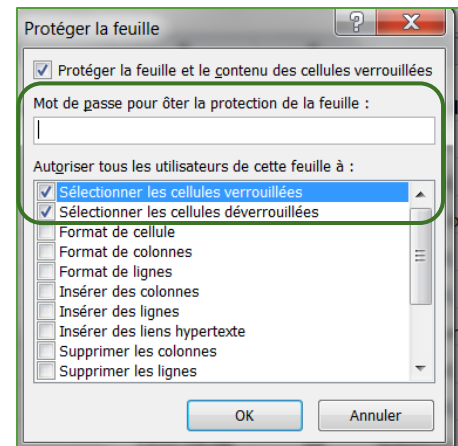 Protéger la feuille
? X
Protéger la feuille et le contenu des cellules verrouillées
Mot de passe pour ôter la protection de la feuille :
Autoriser tous les utilisateurs de cette feuille à :
Sélectionner les cellules verrouillées
Sélectionner les cellules déverrouillées
Format de cellule
Format de colonnes
Format de lignes
Insérer des colonnes
Insérer des lignes
Insérer des liens hypertexte
Supprimer les colonnes
Supprimer les lignes
OK Annuler